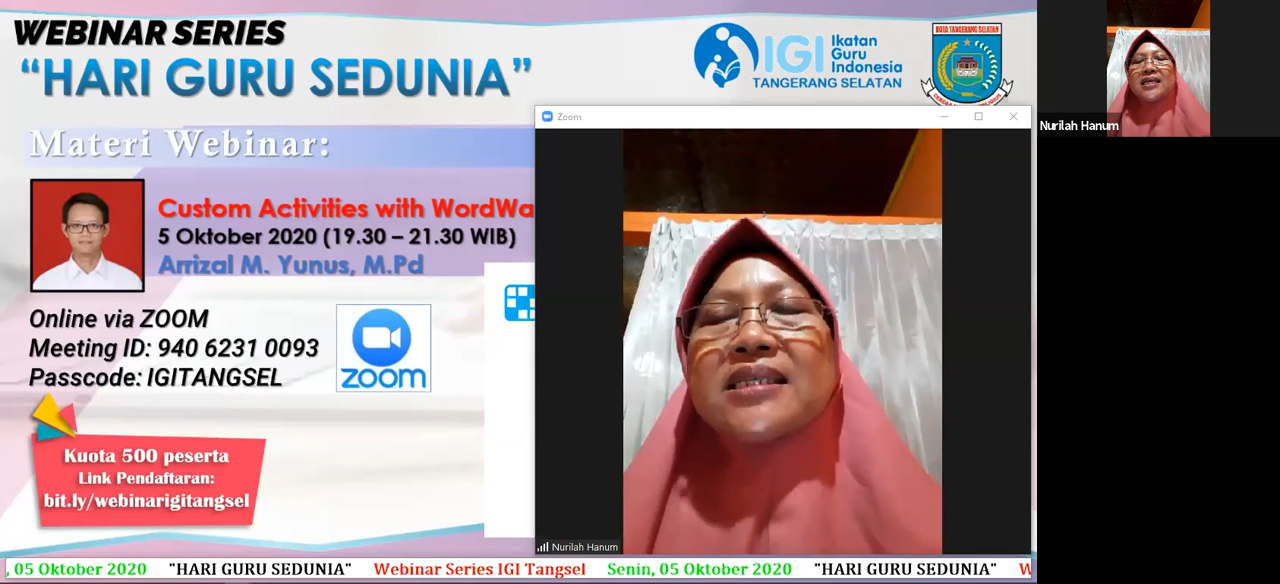 WEBINAR SERIES
“HARI GURU SEDUNIA”
IGI Ikatan
Guru
Indonesia
TANGERANG SELATAN
KOTA TANGERANG SELATAN
Materi Webinar:
Custom Activities with WordWa
5 Oktober 2020 (19.30 – 21.30 WIB)
Arrizal M. Yunus, M.Pd
Online via ZOOM
Meeting ID: 940 6231 0093
Passcode: IGITANGSEL
zoom
Kuota 500 peserta
Link Pendaftaran:
bit.ly/webinarigitangsel
Zoom
Nurilah Hanum
Nurilah Hanum
, 05 Oktober 2020 "HARI GURU SEDUNIA" Webinar Series IGI Tangsel Senin, 05 Oktober 2020 "HARI GURU SEDUNIA" W